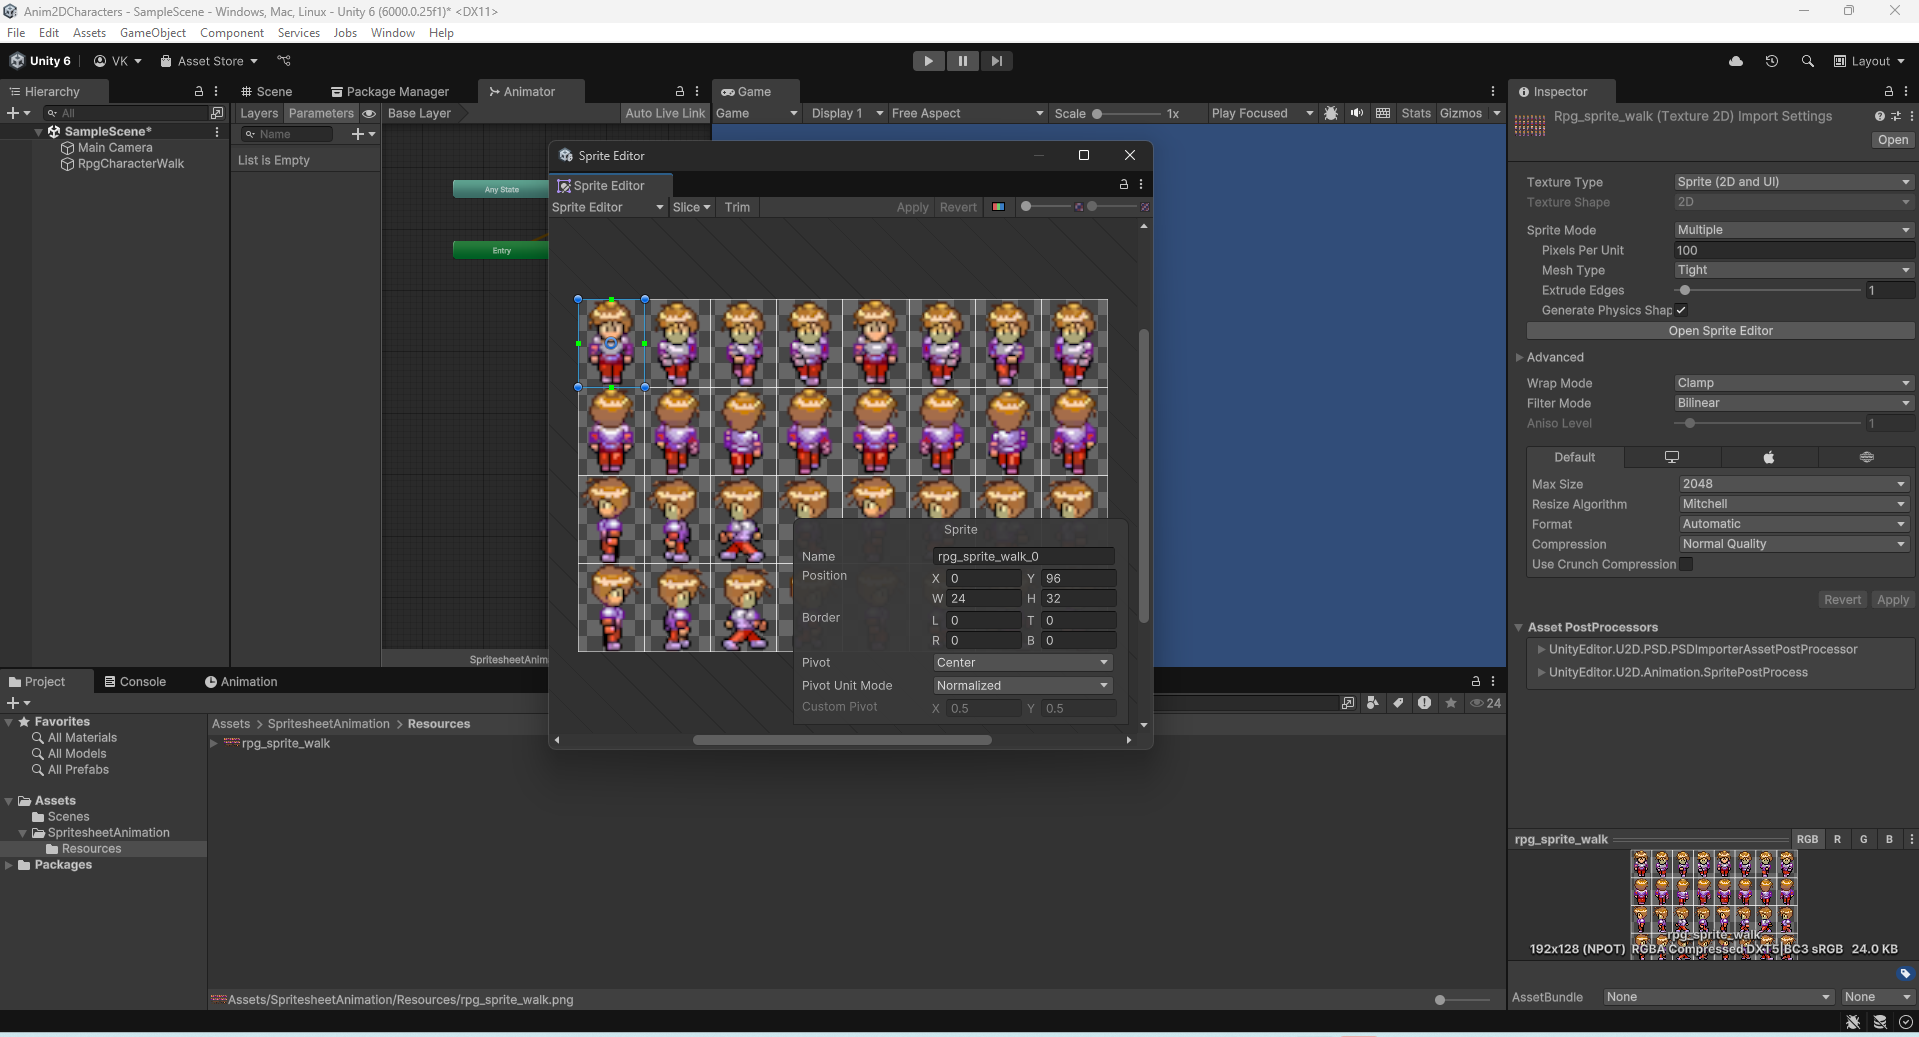 Anim2DCharacters - SampleScene - Windows, Mac, Linux - Unity 6 (6000.0.25f1)* <DX11>
File Edit Assets GameObject Component Services Jobs Window Help
Unity 6 VK Asset Store Layout
Hierarchy
All
SampleScene*
Main Camera
RpgCharacterWalk
Scene Package Manager Animator
Layers Parameters Base Layer Auto Live Link
Name
List is Empty
Any State
Entry
SpritesheetAnim
Game
Game Display 1 Free Aspect Scale 1x Play Focused Stats Gizmos
Sprite Editor
Sprite Editor
Sprite Editor Slice Trim Apply Revert
Sprite
Name rpg_sprite_walk_0
Position X 0 Y 96
W 24 H 32
Border L 0 T 0
R 0 B 0
Pivot Center
Pivot Unit Mode Normalized
Custom Pivot X 0.5 Y 0.5
Inspector
Rpg_sprite_walk (Texture 2D) Import Settings
Open
Texture Type Sprite (2D and UI)
Texture Shape 2D
Sprite Mode Multiple
Pixels Per Unit 100
Mesh Type Tight
Extrude Edges 1
Generate Physics Shap
Open Sprite Editor
Advanced
Wrap Mode Clamp
Filter Mode Bilinear
Aniso Level 1
Default
Max Size 2048
Resize Algorithm Mitchell
Format Automatic
Compression Normal Quality
Use Crunch Compression
Revert Apply
Asset PostProcessors
UnityEditor.U2D.PSD.PSDImporterAssetPostProcessor
UnityEditor.U2D.Animation.SpritePostProcess
rpg_sprite_walk RGB R G B
rpg_sprite_walk
192x128 (NPOT) RGBA Compressed DXT5|BC3 sRGB 24.0 KB
AssetBundle None None
Project Console Animation
24
Favorites
All Materials
All Models
All Prefabs
Assets
Scenes
SpritesheetAnimation
Resources
Packages
Assets > SpritesheetAnimation > Resources
rpg_sprite_walk
Assets/SpritesheetAnimation/Resources/rpg_sprite_walk.png